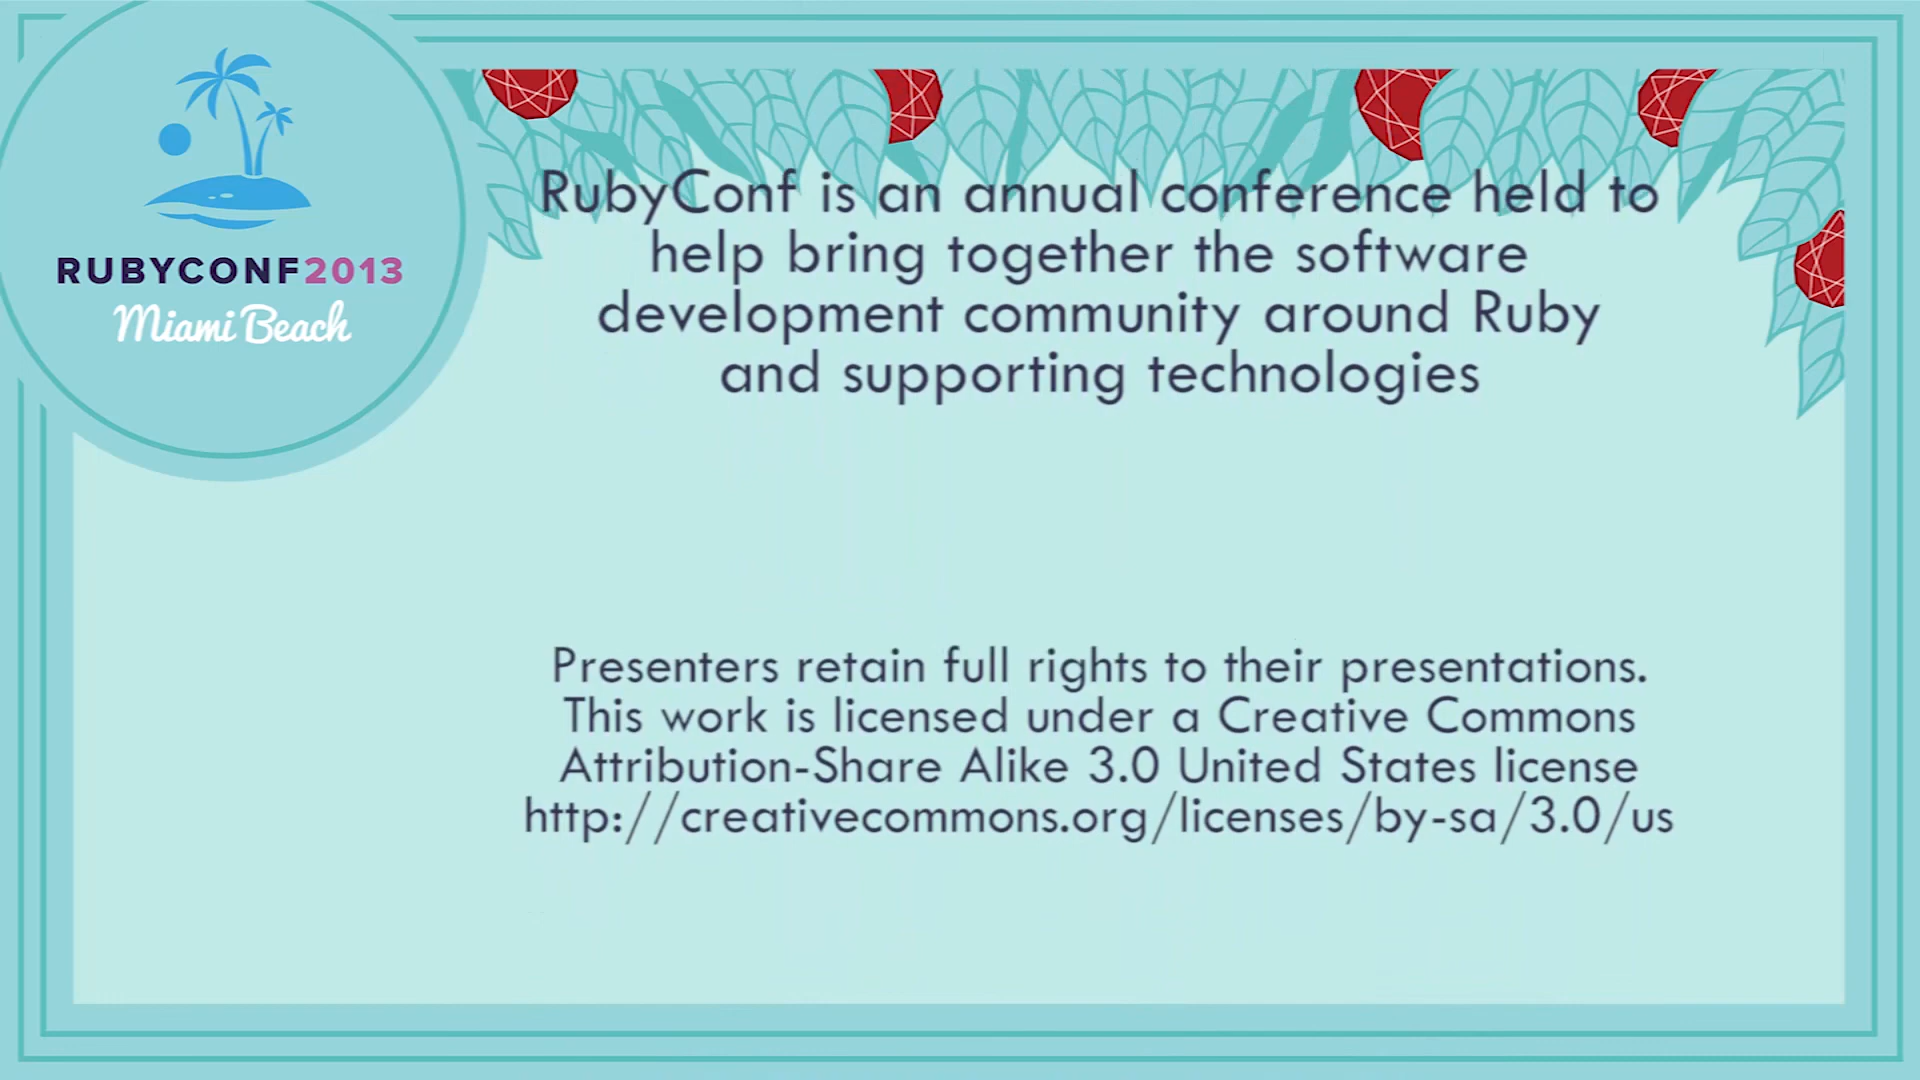 RUBYCONF2013
Miami Beach
RubyConf is an annual conference held to
help bring together the software
development community around Ruby
and supporting technologies
Presenters retain full rights to their presentations.
This work is licensed under a Creative Commons
Attribution-Share Alike 3.0 United States license
http://creativecommons.org/licenses/by-sa/3.0/us